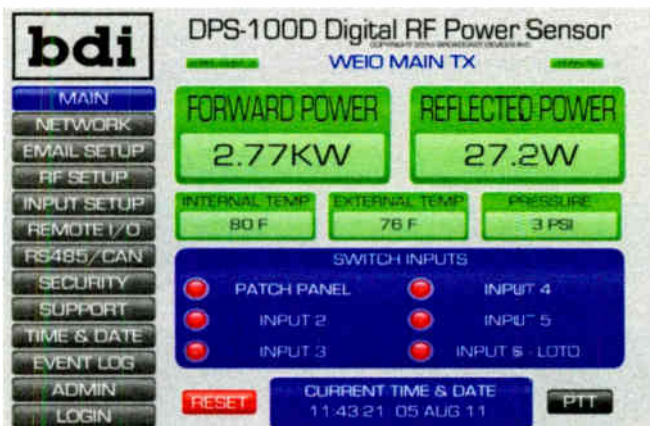 bdi
DPS-100D Digital RF Power Sensor
WEIO MAIN TX
MAIN
NETWORK
EMAIL SETUP
RF SETUP
INPUT SETUP
REMOTE I/O
RS485/CAN
SECURITY
SUPPORT
TIME & DATE
EVENT LOG
ADMIN
LOGIN
FORWARD POWER
2.77KW
REFLECTED POWER
27.2W
INTERNAL TEMP
80 F
EXTERNAL TEMP
76 F
PRESSURE
3 PSI
SWITCH INPUTS
PATCH PANEL
INPUT 2
INPUT 3
INPUT 4
INPUT 5
INPUT 6 - LOTO
RESET
CURRENT TIME & DATE
11:43:21 05 AUG 11
PTT